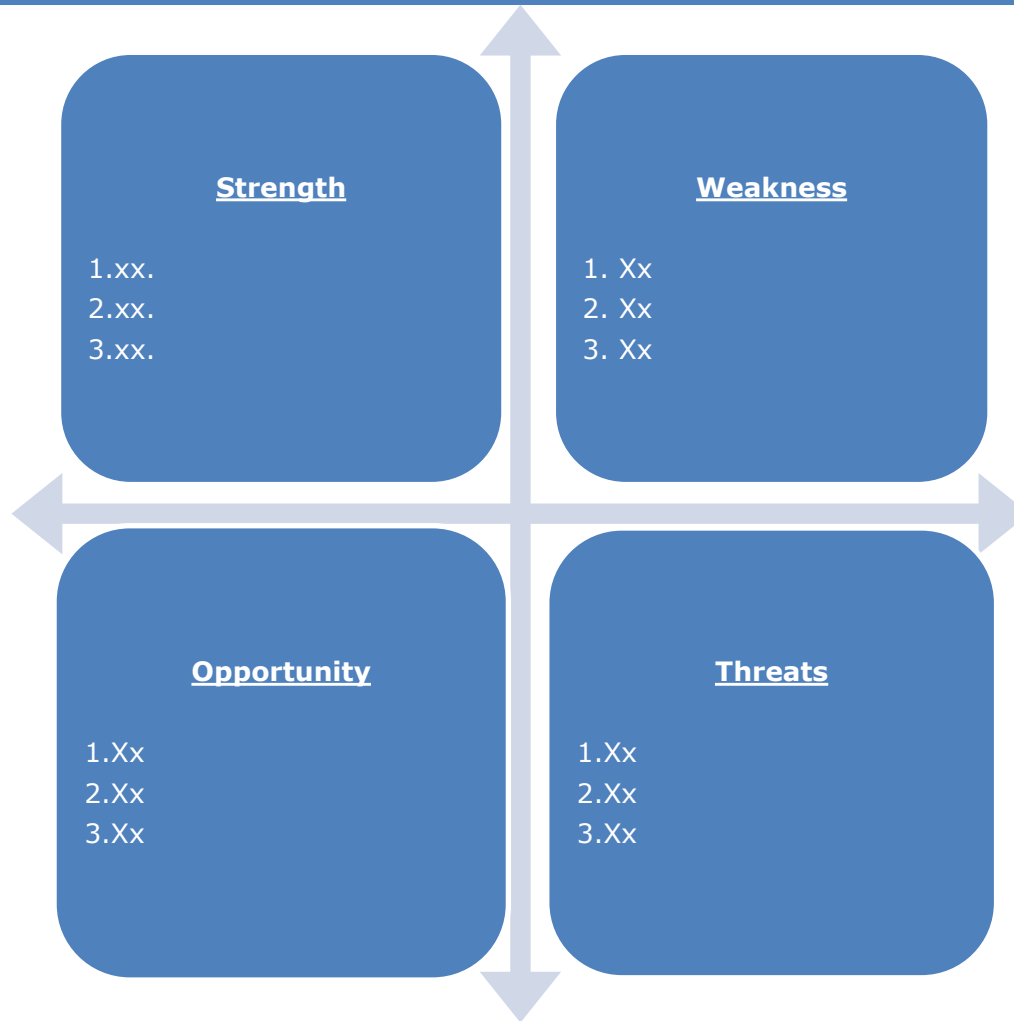 Strength
1.xx.
2.xx.
3.xx.
Weakness
1. Xx
2. Xx
3. Xx
Opportunity
1.Xx
2.Xx
3.Xx
Threats
1.Xx
2.Xx
3.Xx